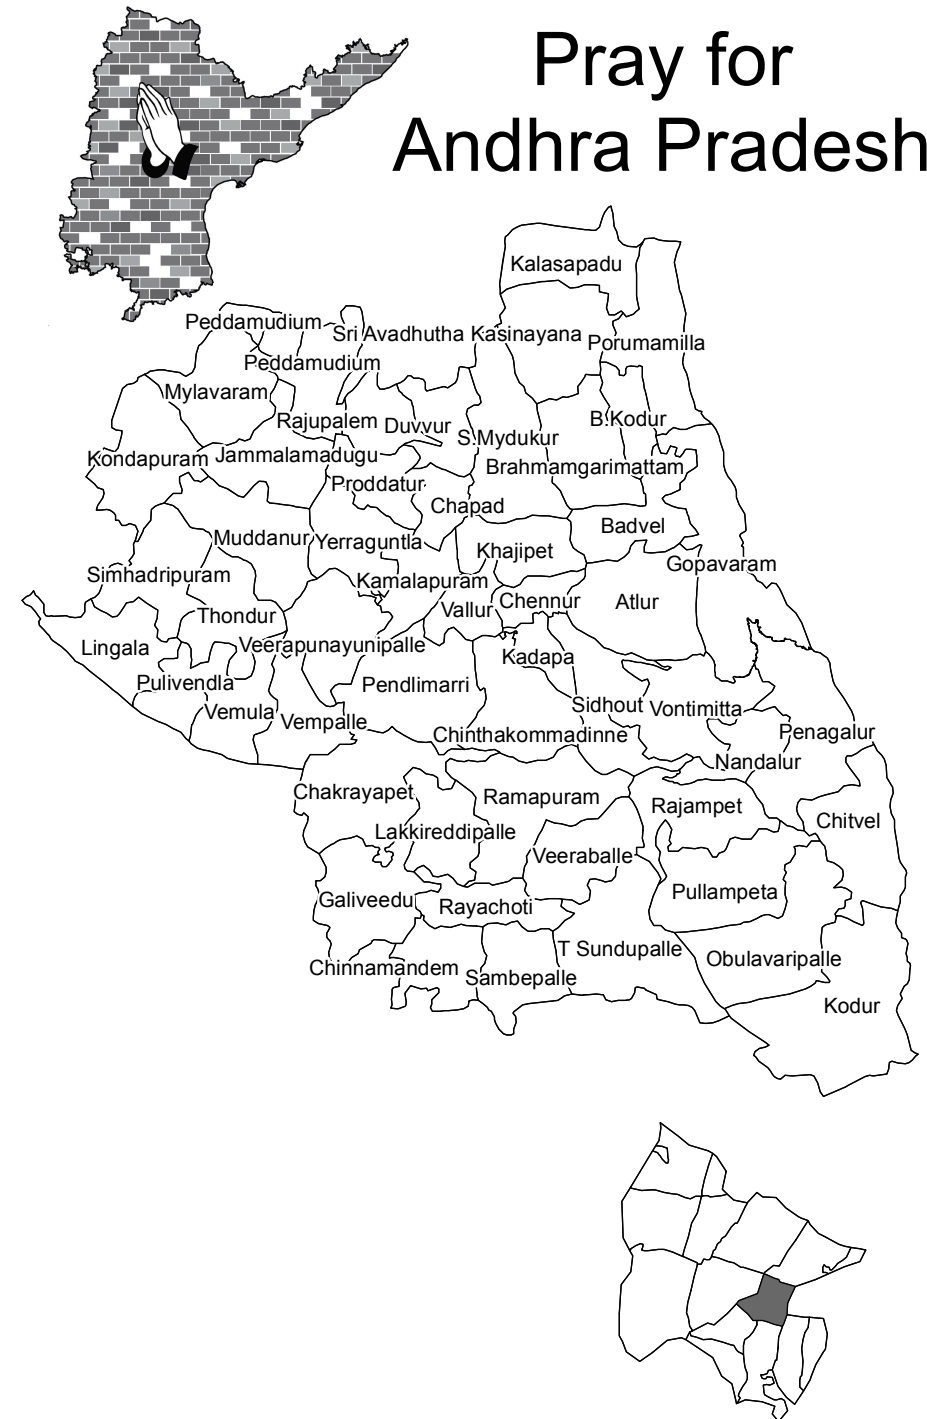 Pray for
Andhra Pradesh
Kalasapadu
Peddamudium
Sri Avadhutha Kasinayana
Porumamilla
Peddamudium
Mylavaram
Rajupalem
Duvvur
B.Kodur
S.Mydukur
Kondapuram
Jammalamadugu
Brahmamgarimattam
Proddatur
Chapad
Badvel
Muddanur
Yerraguntla
Khajipet
Gopavaram
Simhadripuram
Kamalapuram
Vallur
Chennur
Atlur
Thondur
Lingala
Veerapunayunipalle
Kadapa
Pulivendla
Pendlimarri
Sidhout
Vontimitta
Vemula
Vempalle
Chinthakommadinne
Penagalur
Nandalur
Chakrayapet
Ramapuram
Rajampet
Chitvel
Lakkireddipalle
Veeraballe
Galiveedu
Rayachoti
Pullampeta
T Sundupalle
Obulavaripalle
Chinnamandem
Sambepalle
Kodur